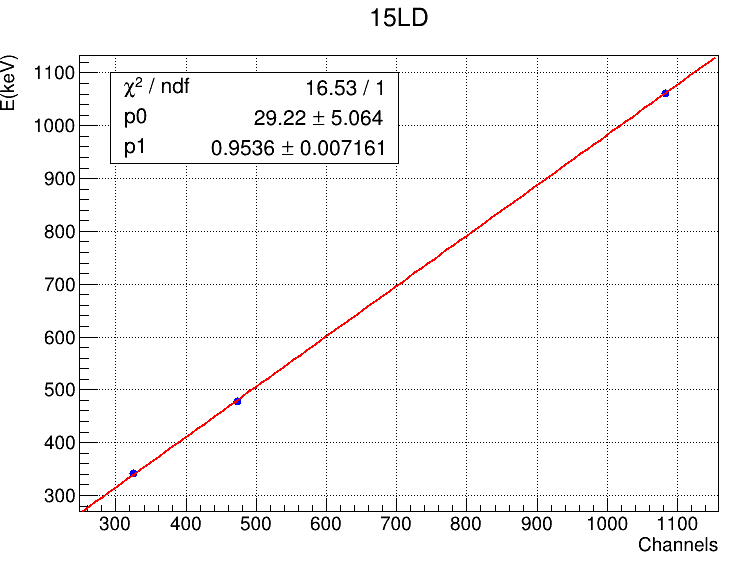 15LD
E(keV)
χ² / ndf 16.53 / 1
p0 29.22 ± 5.064
p1 0.9536 ± 0.007161
1100
1000
900
800
700
600
500
400
300
300 400 500 600 700 800 900 1000 1100
Channels